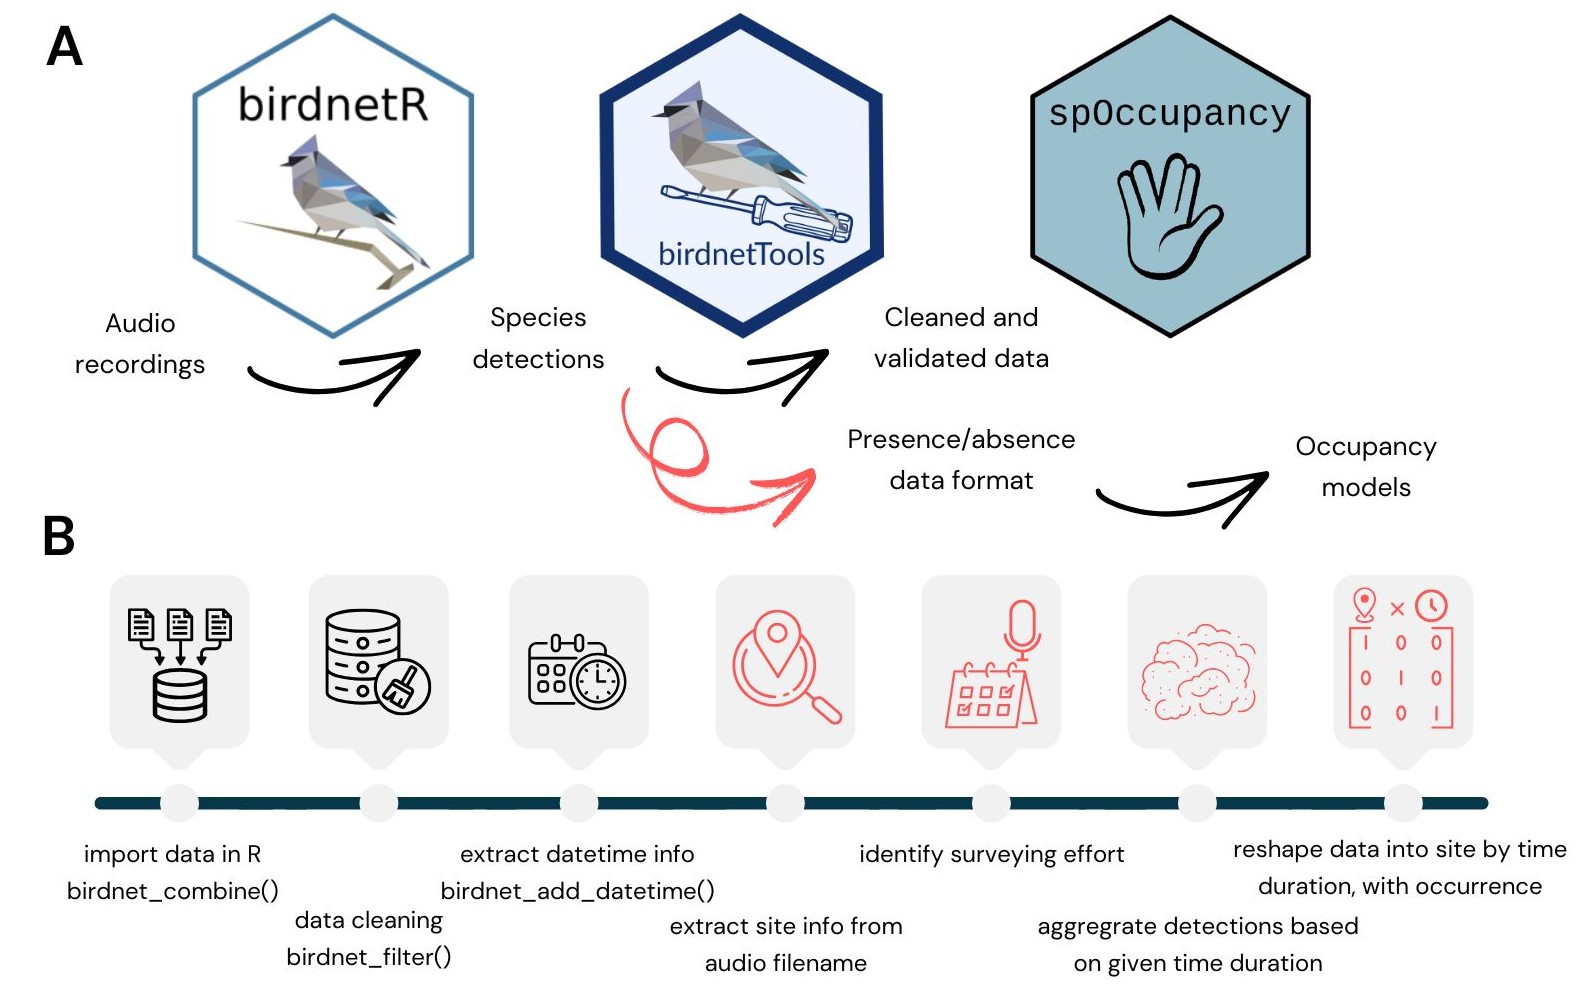 A
birdnetR
birdnetTools
spOccupancy
Audio
recordings
Species
detections
Cleaned and
validated data
Presence/absence
data format
Occupancy
models
B
1 0 0
0 1 0
0 0 1
import data in R
birdnet_combine()
data cleaning
birdnet_filter()
extract datetime info
birdnet_add_datetime()
extract site info from
audio filename
identify surveying effort
aggregrate detections based
on given time duration
reshape data into site by time
duration, with occurrence